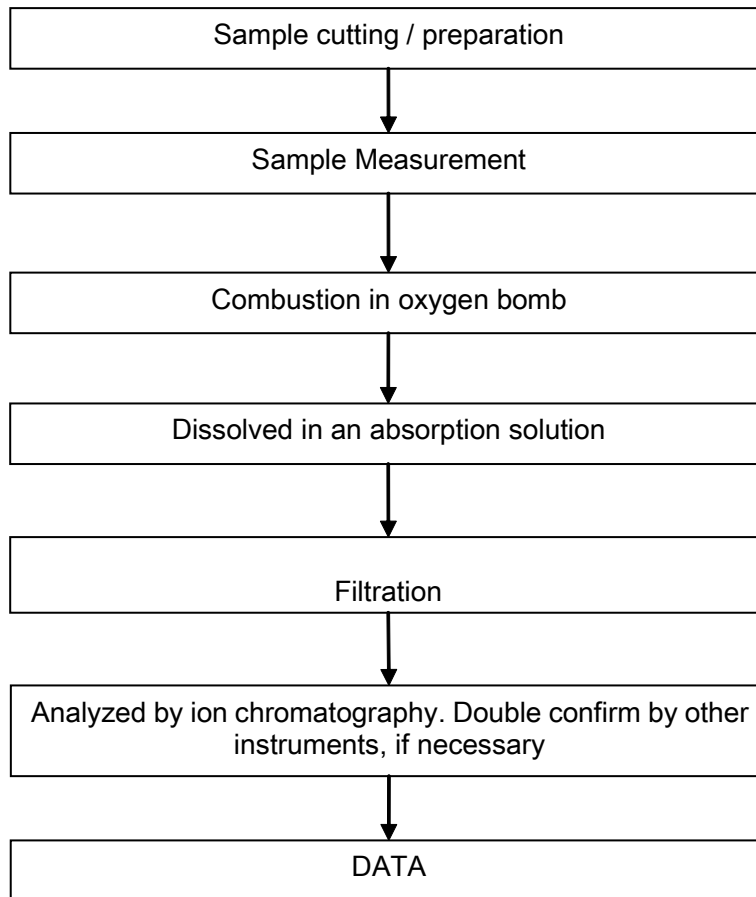 Sample cutting / preparation
Sample Measurement
Combustion in oxygen bomb
Dissolved in an absorption solution
Filtration
Analyzed by ion chromatography. Double confirm by other
instruments, if necessary
DATA